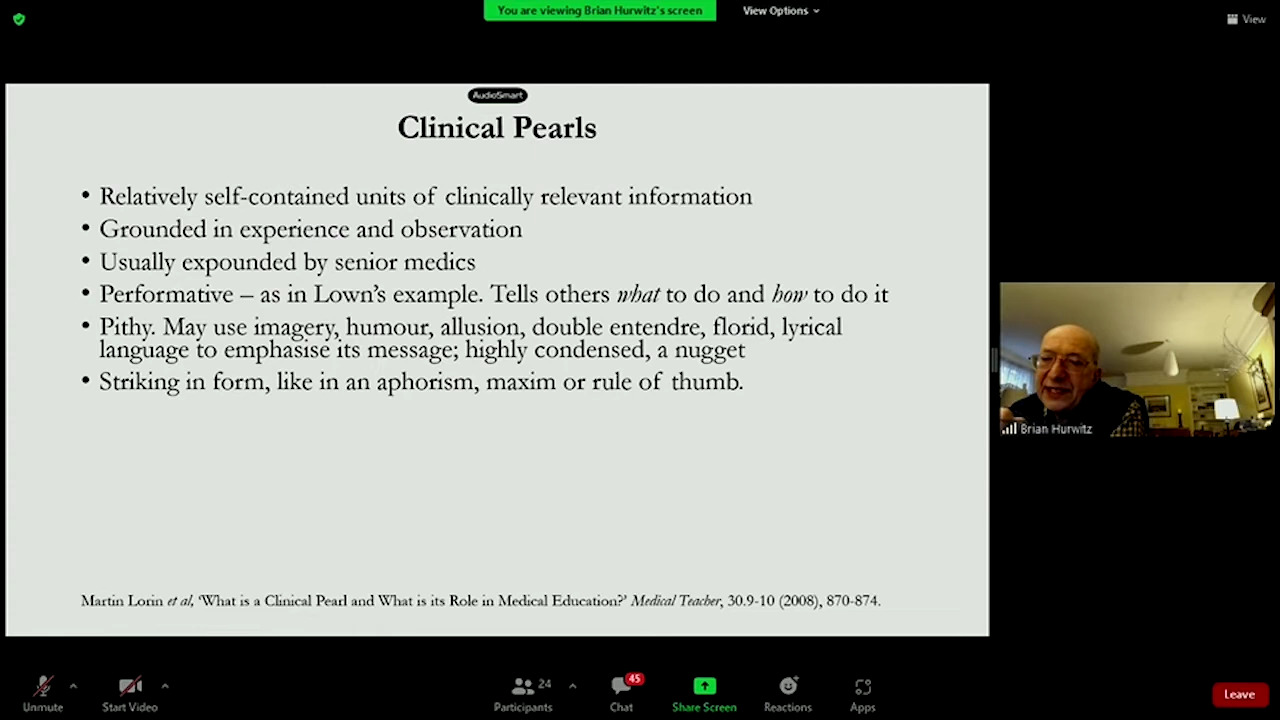 You are viewing Brian Hurwitz's screen
View Options
View
AudioSmart
Clinical Pearls
• Relatively self-contained units of clinically relevant information
• Grounded in experience and observation
• Usually expounded by senior medics
• Performative – as in Lown's example. Tells others what to do and how to do it
• Pithy. May use imagery, humour, allusion, double entendre, florid, lyrical
language to emphasise its message; highly condensed, a nugget
• Striking in form, like in an aphorism, maxim or rule of thumb.
Martin Lorin et al, 'What is a Clinical Pearl and What is its Role in Medical Education?' Medical Teacher, 30.9-10 (2008), 870-874.
Brian Hurwitz
Unmute
Start Video
24
Participants
45
Chat
Share Screen
Reactions
Apps
Leave